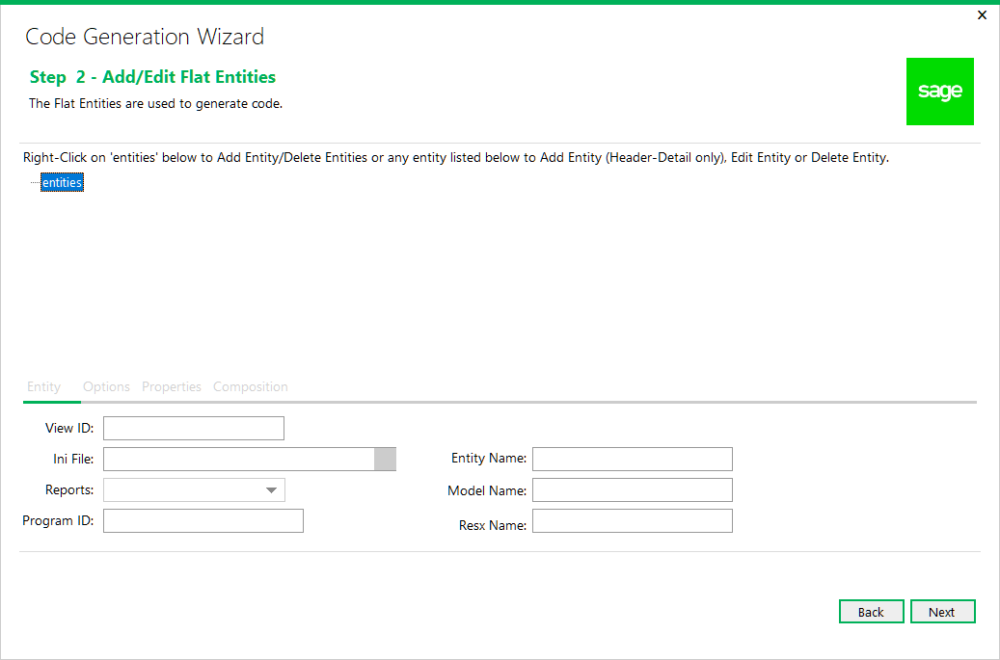 Code Generation Wizard
Step  2 - Add/Edit Flat Entities
The Flat Entities are used to generate code.
sage
Right-Click on 'entities' below to Add Entity/Delete Entities or any entity listed below to Add Entity (Header-Detail only), Edit Entity or Delete Entity.
entities
Entity Options Properties Composition
View ID:
Ini File: Entity Name:
Reports: Model Name:
Program ID: Resx Name:
Back Next